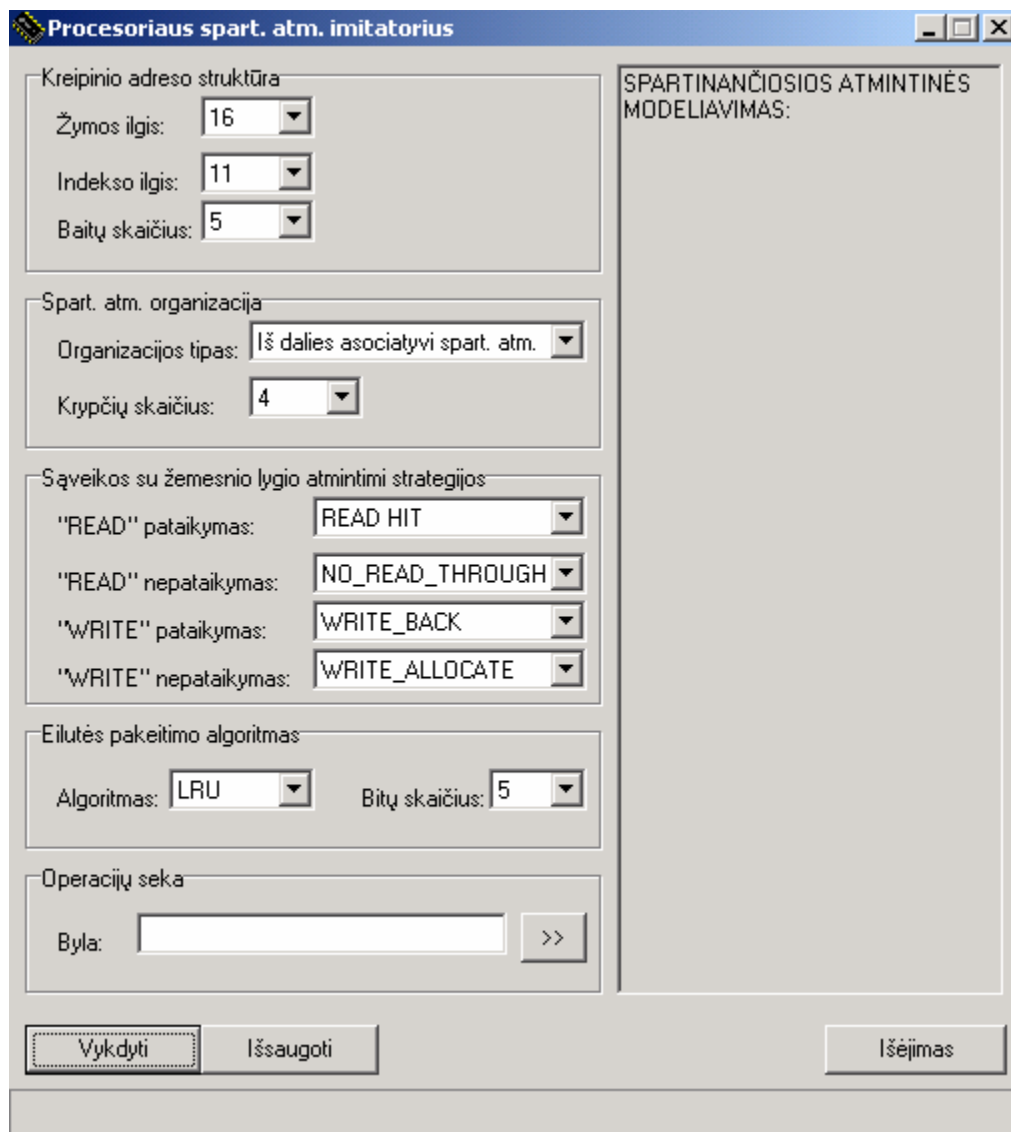 Procesoriaus spart. atm. imitatorius
Kreipinio adreso struktūra
Žymos ilgis: 16
Indekso ilgis: 11
Baitų skaičius: 5
Spart. atm. organizacija
Organizacijos tipas: Iš dalies asociatyvi spart. atm.
Krypčių skaičius: 4
Sąveikos su žemesnio lygio atmintimi strategijos
"READ" pataikymas: READ HIT
"READ" nepataikymas: NO_READ_THROUGH
"WRITE" pataikymas: WRITE_BACK
"WRITE" nepataikymas: WRITE_ALLOCATE
Eilutės pakeitimo algoritmas
Algoritmas: LRU Bitų skaičius: 5
Operacijų seka
Byla: >>
SPARTINANČIOSIOS ATMINTINĖS
MODELIAVIMAS:
Vykdyti Išsaugoti Išėjimas